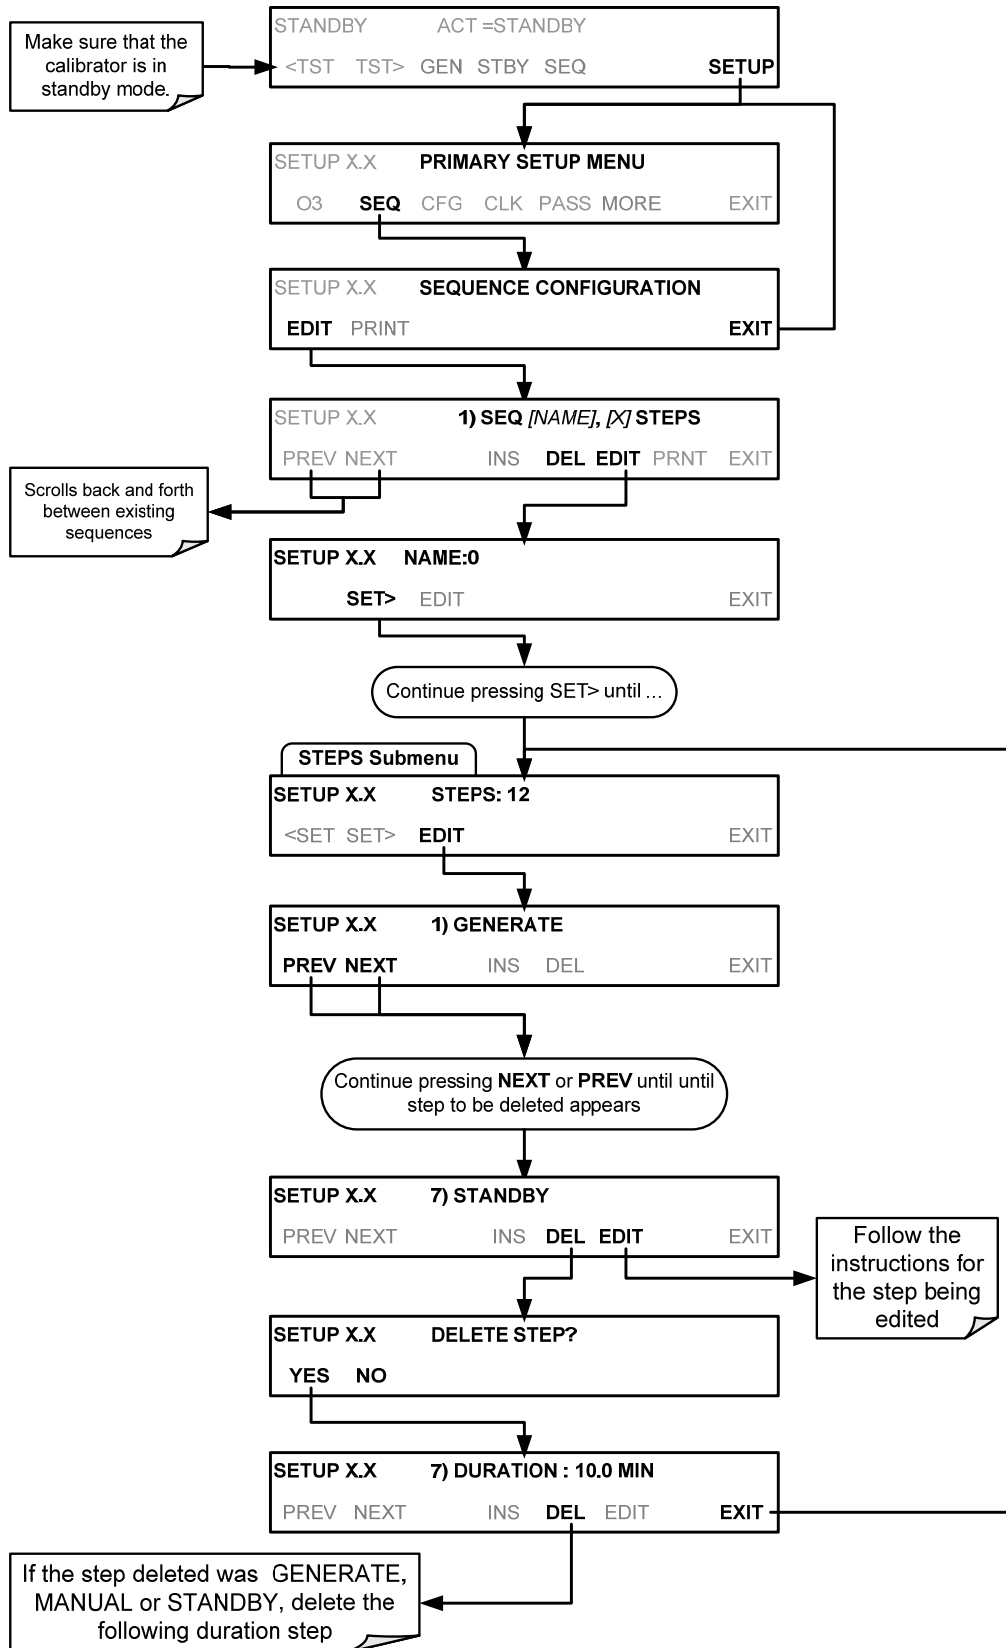 STANDBY ACT =STANDBY
Make sure that the
calibrator is in
standby mode.
<TST TST> GEN STBY SEQ SETUP
SETUP X.X PRIMARY SETUP MENU
O3 SEQ CFG CLK PASS MORE EXIT
SETUP X.X SEQUENCE CONFIGURATION
EDIT PRINT EXIT
SETUP X.X 1) SEQ [NAME], [X] STEPS
PREV NEXT INS DEL EDIT PRNT EXIT
Scrolls back and forth
between existing
sequences
SETUP X.X NAME:0
SET> EDIT EXIT
Continue pressing SET> until ...
STEPS Submenu
SETUP X.X STEPS: 12
<SET SET> EDIT EXIT
SETUP X.X 1) GENERATE
PREV NEXT INS DEL EXIT
Continue pressing NEXT or PREV until until
step to be deleted appears
SETUP X.X 7) STANDBY
PREV NEXT INS DEL EDIT EXIT
Follow the
instructions for
the step being
edited
SETUP X.X DELETE STEP?
YES NO
SETUP X.X 7) DURATION : 10.0 MIN
PREV NEXT INS DEL EDIT EXIT
If the step deleted was GENERATE,
MANUAL or STANDBY, delete the
following duration step